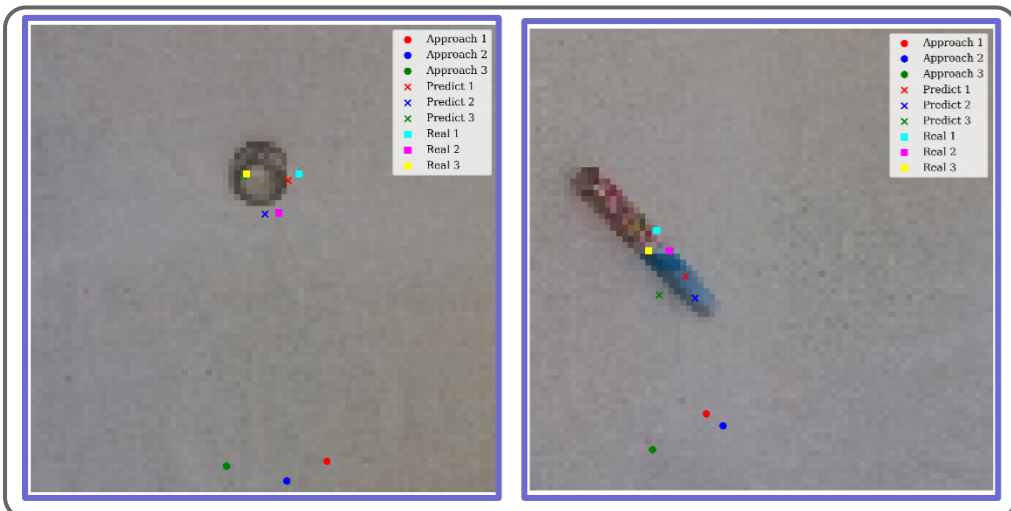 Approach 1
Approach 2
Approach 3
Predict 1
Predict 2
Predict 3
Real 1
Real 2
Real 3
Approach 1
Approach 2
Approach 3
Predict 1
Predict 2
Predict 3
Real 1
Real 2
Real 3